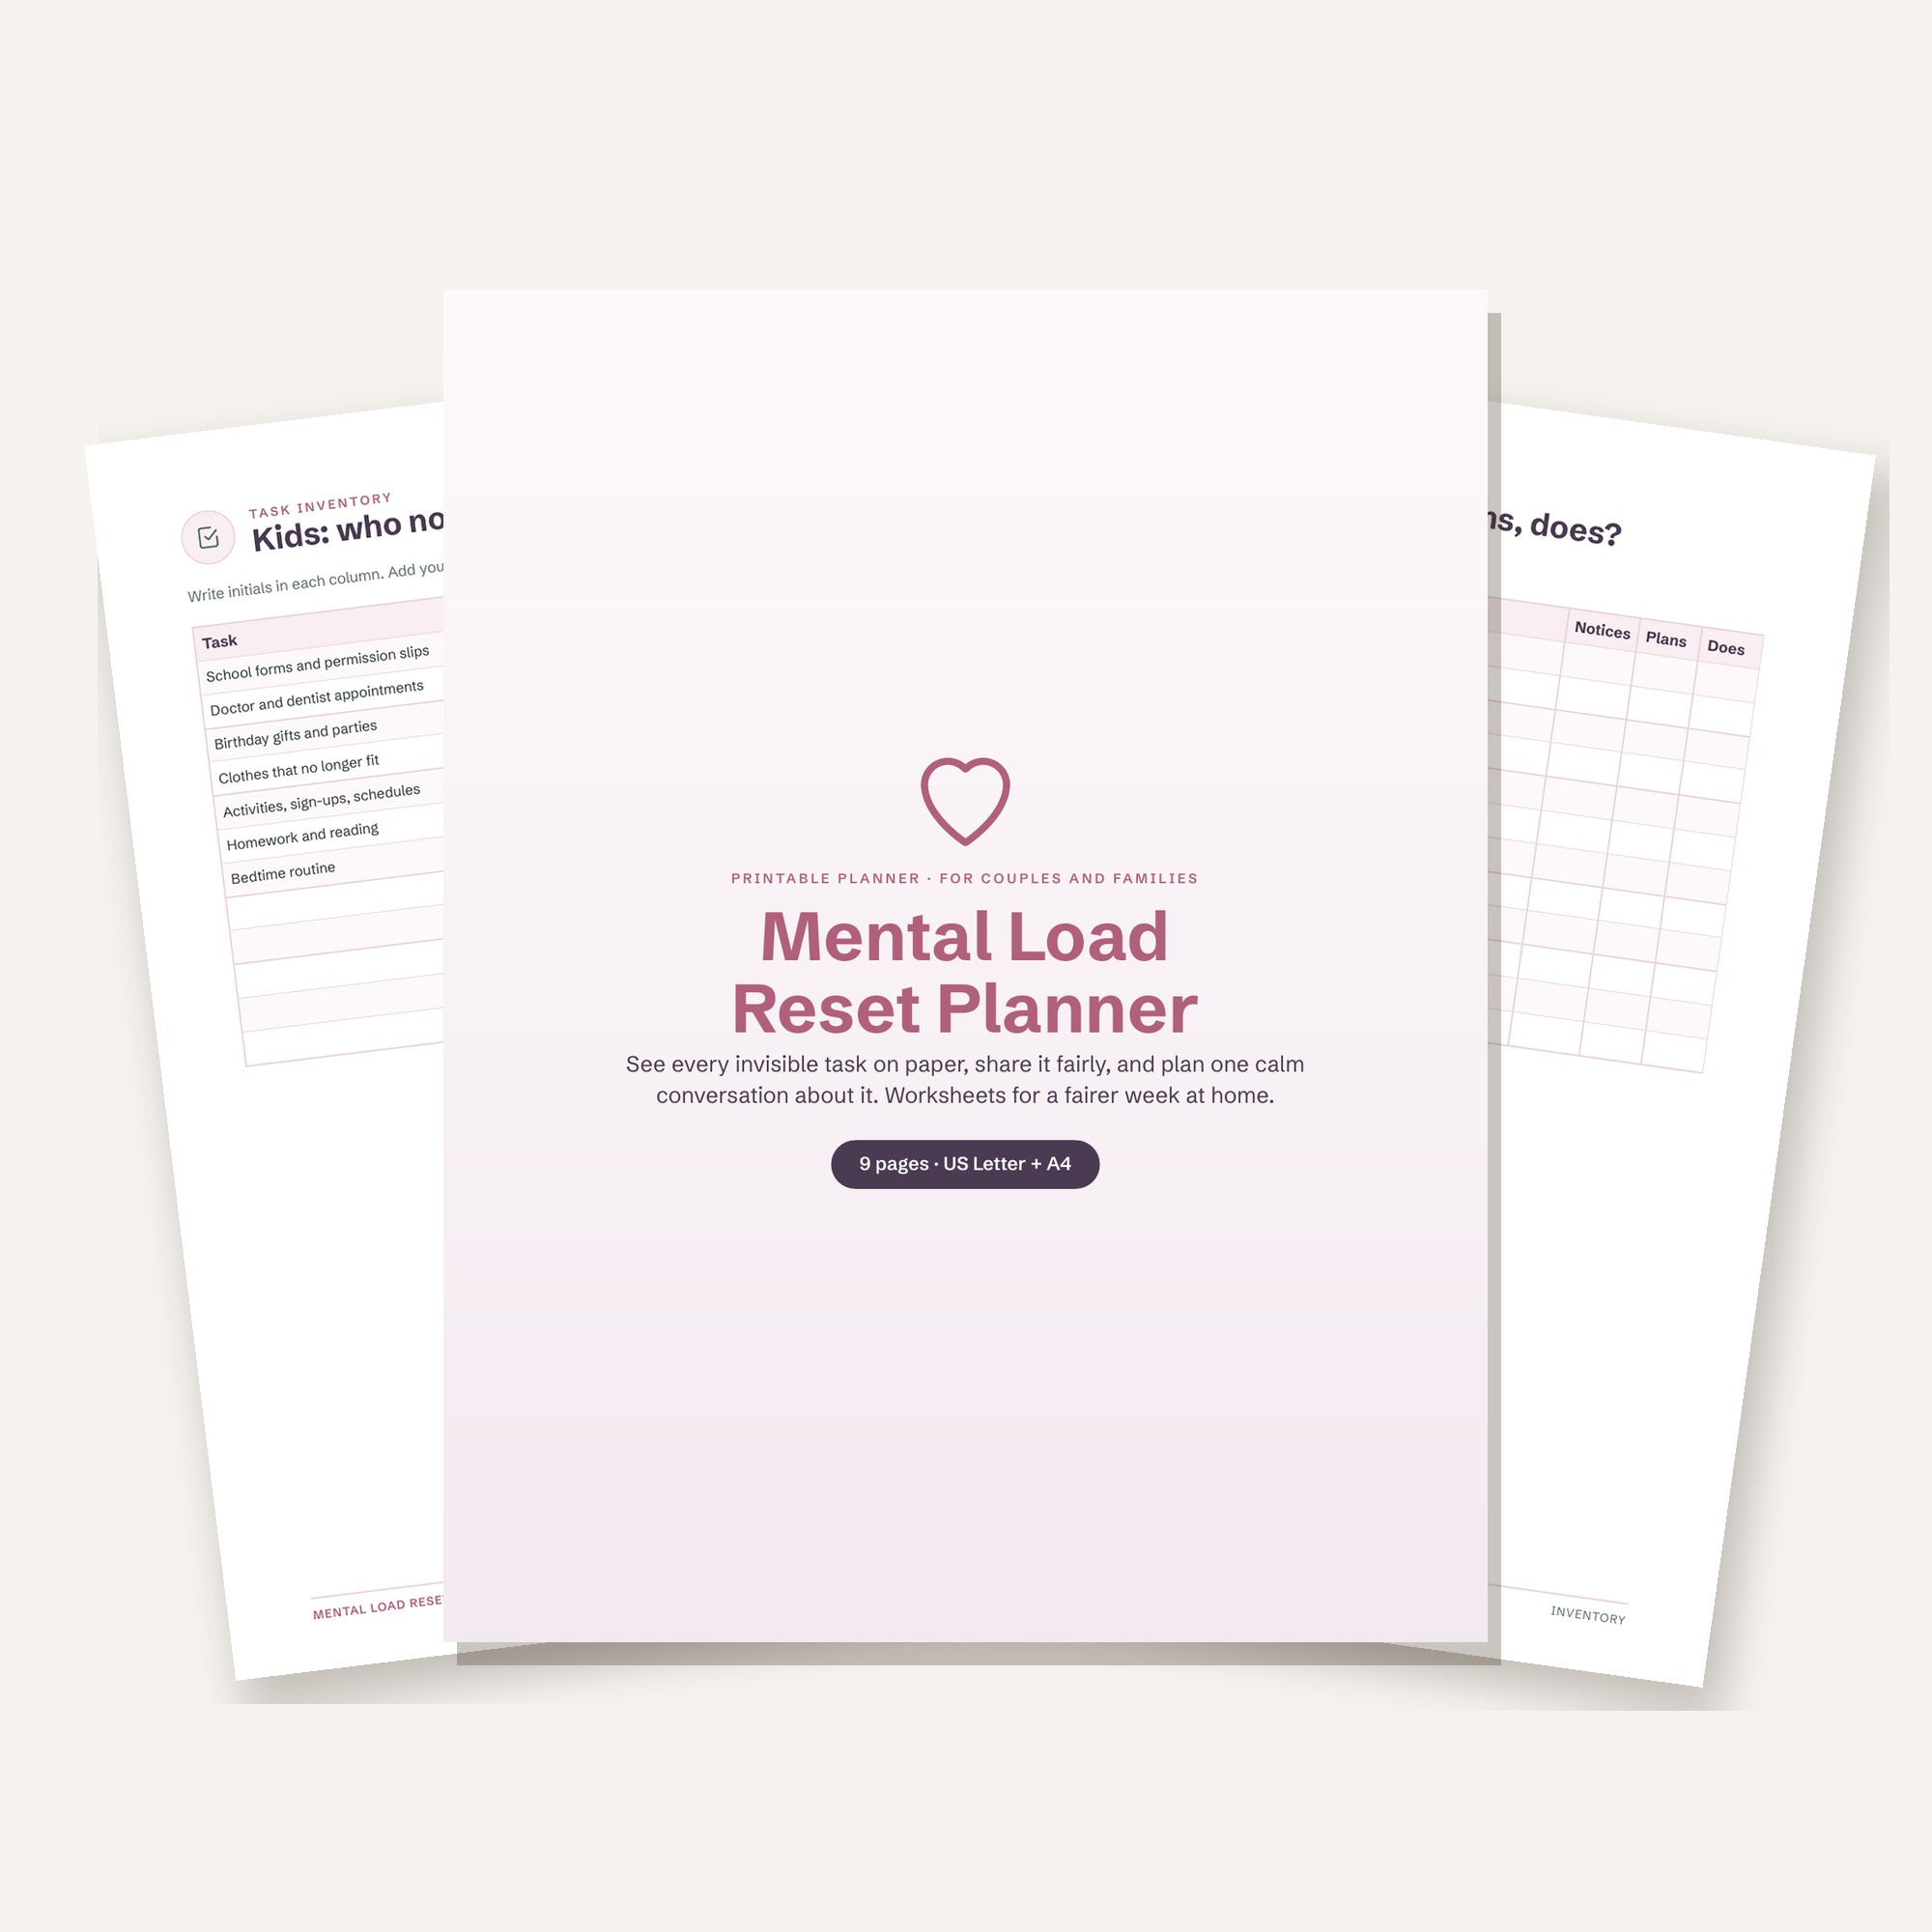 TASK INVENTORY
Kids: who
Write initials in each column. Add
Task
School forms and permission slips
Doctor and dentist appointments
Birthday gifts and parties
Clothes that no longer fit
Activities, sign-ups, schedules
Homework and reading
Bedtime routine
MENTAL LOAD
PRINTABLE PLANNER · FOR COUPLES AND FAMILIES
Mental Load
Reset Planner
See every invisible task on paper, share it fairly, and plan one calm
conversation about it. Worksheets for a fairer week at home.
9 pages · US Letter + A4
does?
Notices Plans Does
INVENTORY